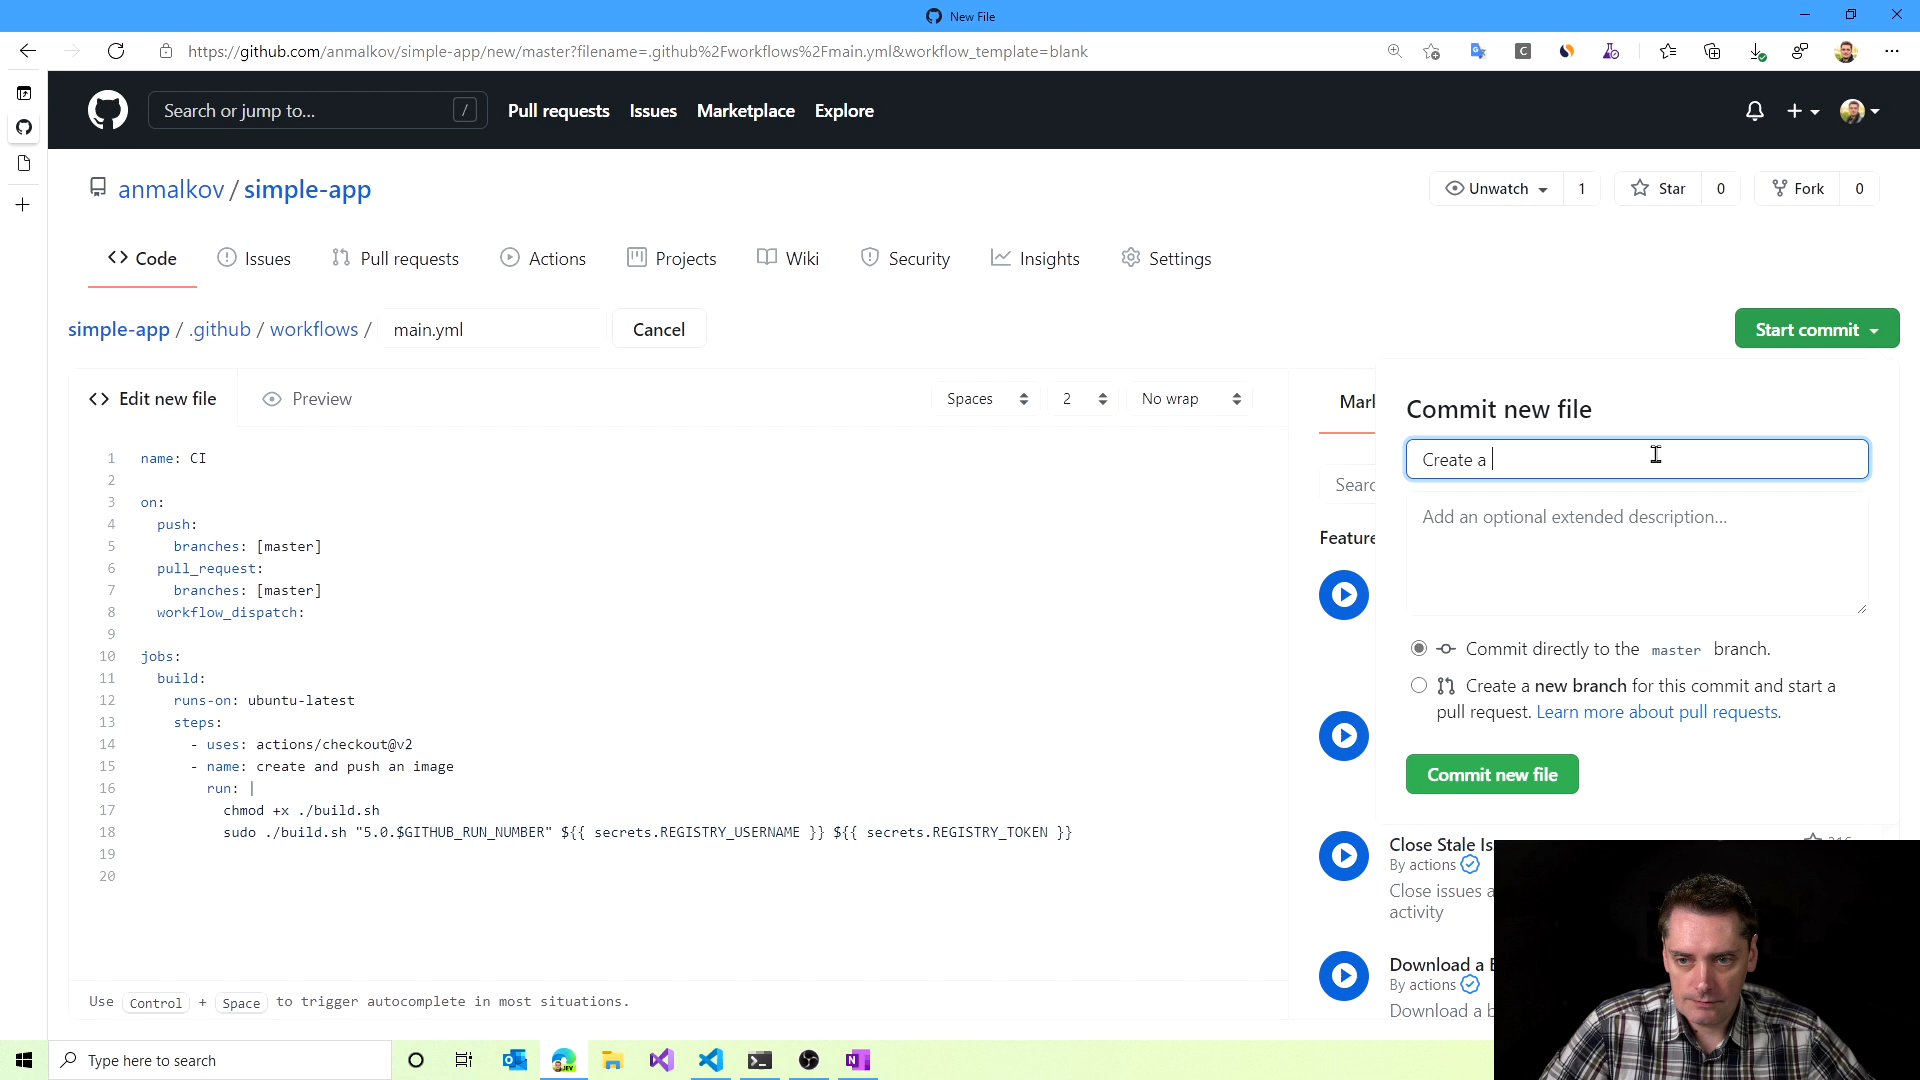 New File
https://github.com/anmalkov/simple-app/new/master?filename=.github%2Fworkflows%2Fmain.yml&workflow_template=blank
Search or jump to... /
Pull requests Issues Marketplace Explore
anmalkov / simple-app
Unwatch 1 Star 0 Fork 0
Code Issues Pull requests Actions Projects Wiki Security Insights Settings
simple-app / .github / workflows / main.yml Cancel
Start commit
<> Edit new file Preview
Spaces 2 No wrap
1 name: CI
2
3 on:
4 push:
5 branches: [master]
6 pull_request:
7 branches: [master]
8 workflow_dispatch:
9
10 jobs:
11 build:
12 runs-on: ubuntu-latest
13 steps:
14 - uses: actions/checkout@v2
15 - name: create and push an image
16 run: |
17 chmod +x ./build.sh
18 sudo ./build.sh "5.0.$GITHUB_RUN_NUMBER" ${{ secrets.REGISTRY_USERNAME }} ${{ secrets.REGISTRY_TOKEN }}
19
20
Use Control + Space to trigger autocomplete in most situations.
Marl
Searc
Feature
Commit new file
Create a
Add an optional extended description...
Commit directly to the master branch.
Create a new branch for this commit and start a
pull request. Learn more about pull requests.
Commit new file
Close Stale Is
By actions
Close issues a
activity
Download a B
By actions
Download a b
Type here to search